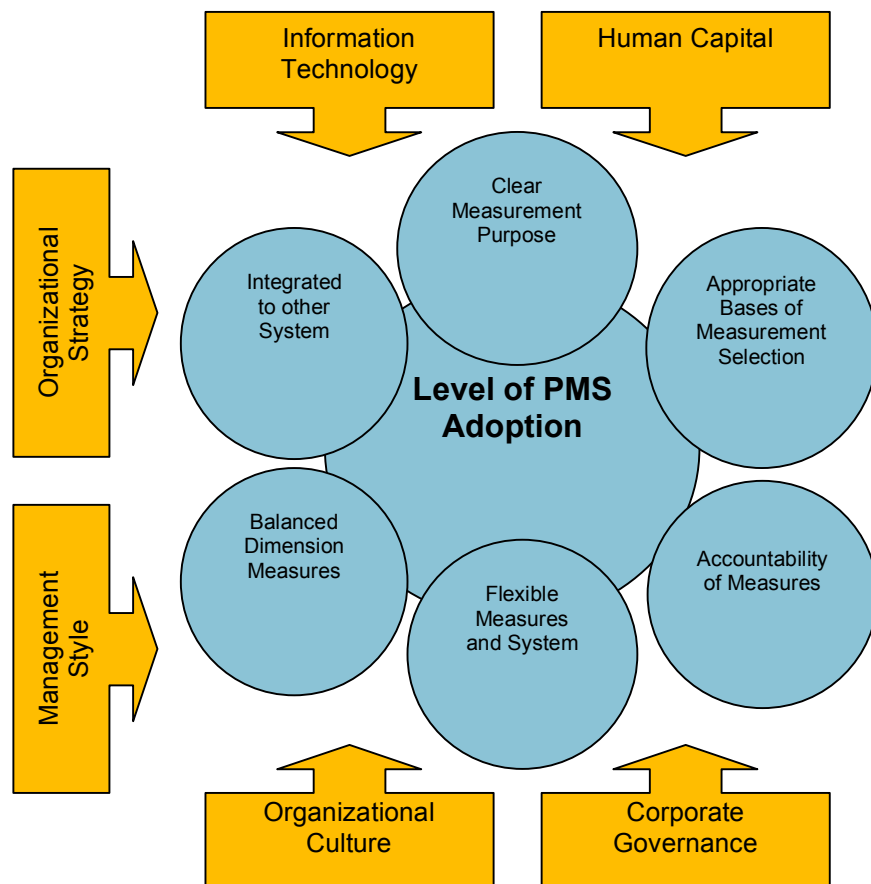 Information
Technology
Human Capital
Organizational
Strategy
Clear
Measurement
Purpose
Integrated
to other
System
Appropriate
Bases of
Measurement
Selection
Level of PMS
Adoption
Management
Style
Balanced
Dimension
Measures
Flexible
Measures
and System
Accountability
of Measures
Organizational
Culture
Corporate
Governance